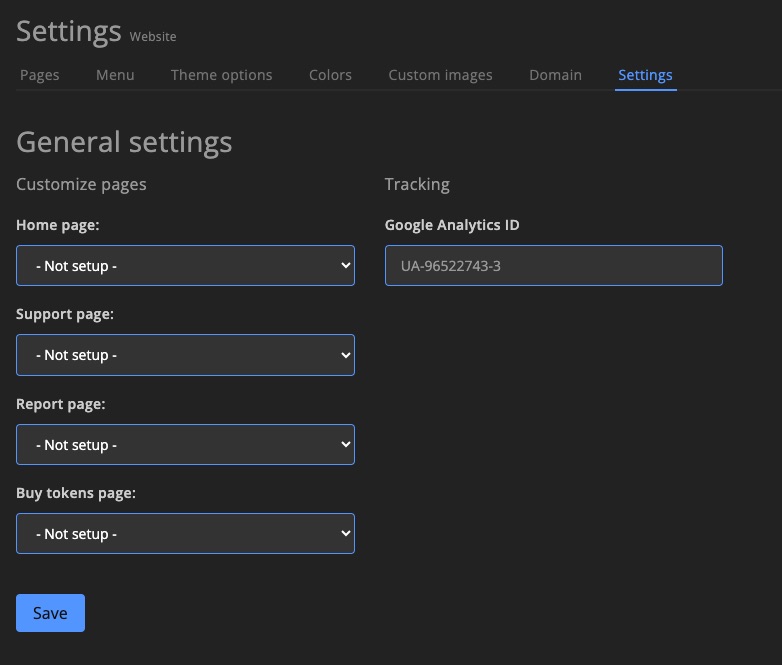 Settings Website
Pages Menu Theme options Colors Custom images Domain Settings
General settings
Customize pages
Home page:
- Not setup -
Support page:
- Not setup -
Report page:
- Not setup -
Buy tokens page:
- Not setup -
Save
Tracking
Google Analytics ID
UA-96522743-3